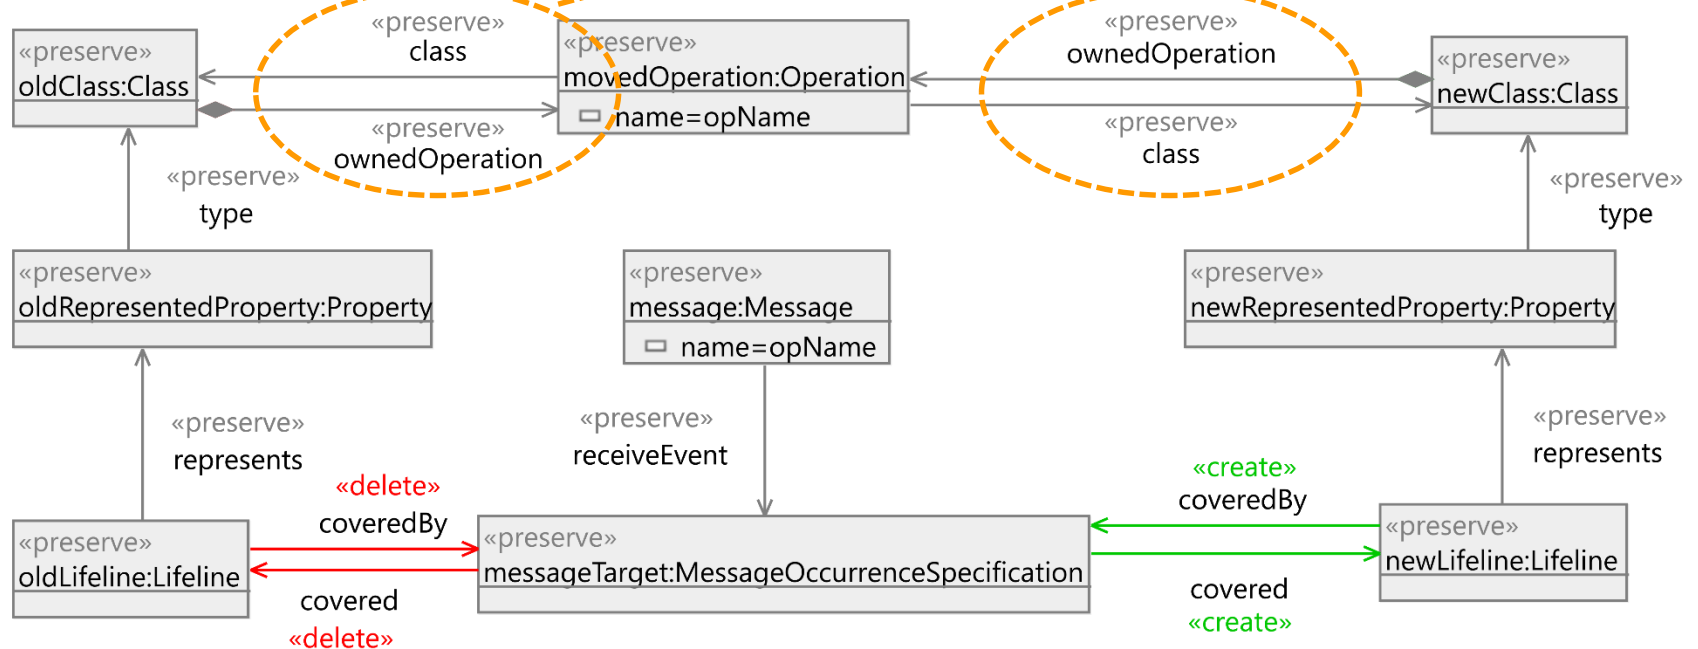 «preserve»
class
«preserve»
ownedOperation
«preserve»
oldClass:Class
«preserve»
movedOperation:Operation
name=opName
«preserve»
ownedOperation
«preserve»
class
«preserve»
newClass:Class
«preserve»
type
«preserve»
type
«preserve»
oldRepresentedProperty:Property
«preserve»
message:Message
name=opName
«preserve»
newRepresentedProperty:Property
«preserve»
represents
«preserve»
receiveEvent
«preserve»
represents
«delete»
coveredBy
«create»
coveredBy
«preserve»
oldLifeline:Lifeline
«preserve»
messageTarget:MessageOccurrenceSpecification
«preserve»
newLifeline:Lifeline
covered
«delete»
covered
«create»